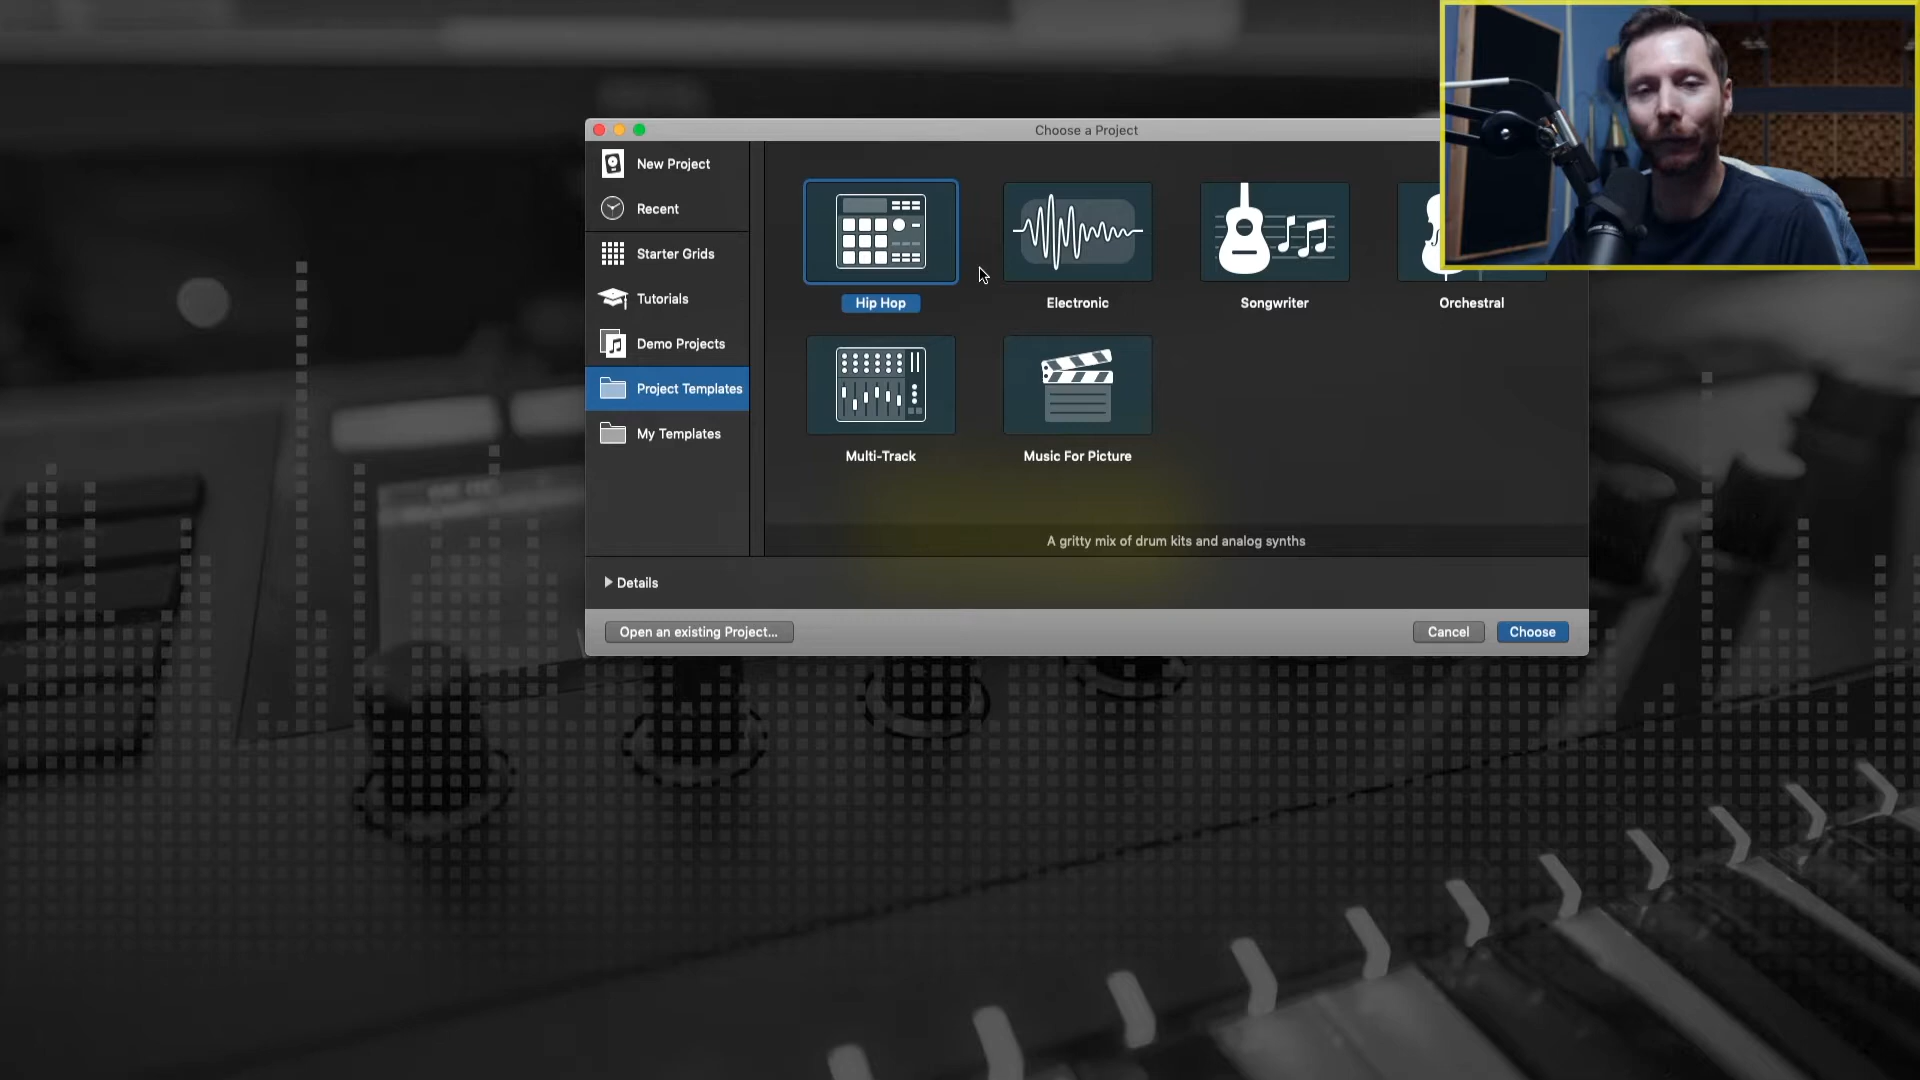 Choose a Project
New Project
Recent
Starter Grids
Tutorials
Demo Projects
Project Templates
My Templates
Hip Hop
Electronic
Songwriter
Orchestral
Multi-Track
Music For Picture
A gritty mix of drum kits and analog synths
Details
Open an existing Project...
Cancel
Choose